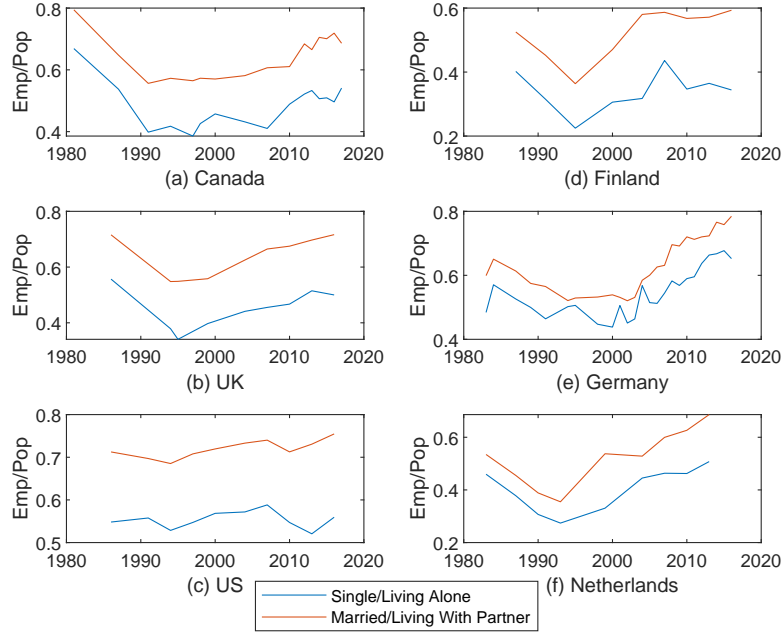 0.8
0.6
0.4
Emp/Pop
1980 1990 2000 2010 2020
(a) Canada
0.6
0.4
0.2
Emp/Pop
1980 1990 2000 2010 2020
(d) Finland
0.8
0.6
0.4
Emp/Pop
1980 1990 2000 2010 2020
(b) UK
0.8
0.6
0.4
Emp/Pop
1980 1990 2000 2010 2020
(e) Germany
0.8
0.7
0.6
0.5
Emp/Pop
1980 1990 2000 2010 2020
(c) US
0.6
0.4
0.2
Emp/Pop
1980 1990 2000 2010 2020
(f) Netherlands
Single/Living Alone
Married/Living With Partner